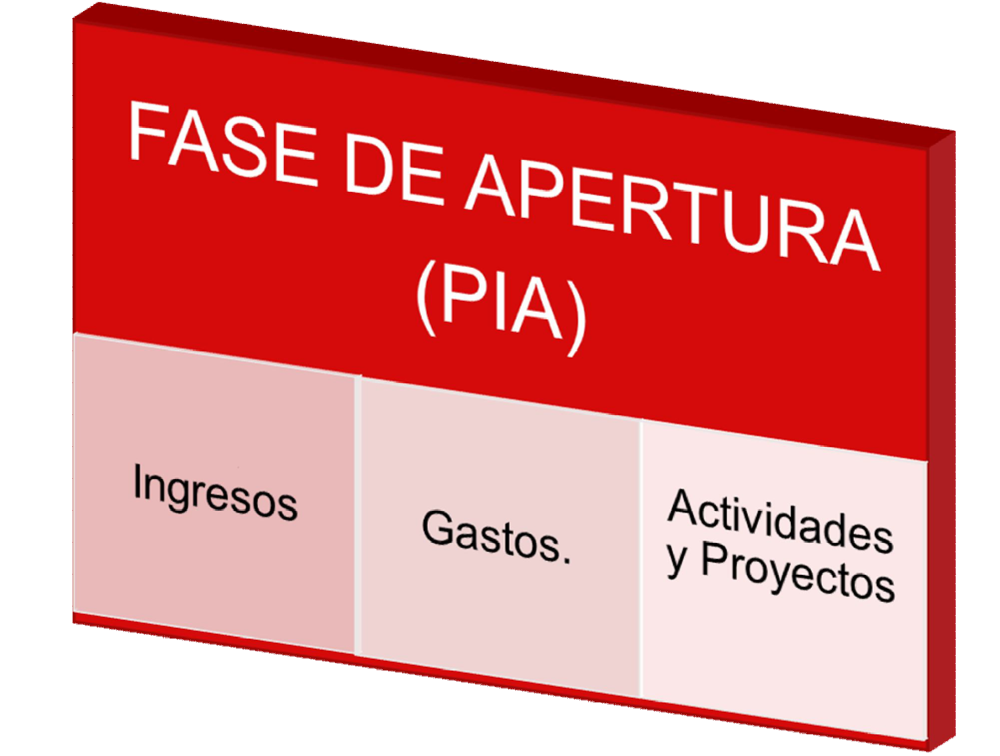 FASE DE APERTURA
(PIA)
Ingresos
Gastos.
Actividades
y Proyectos